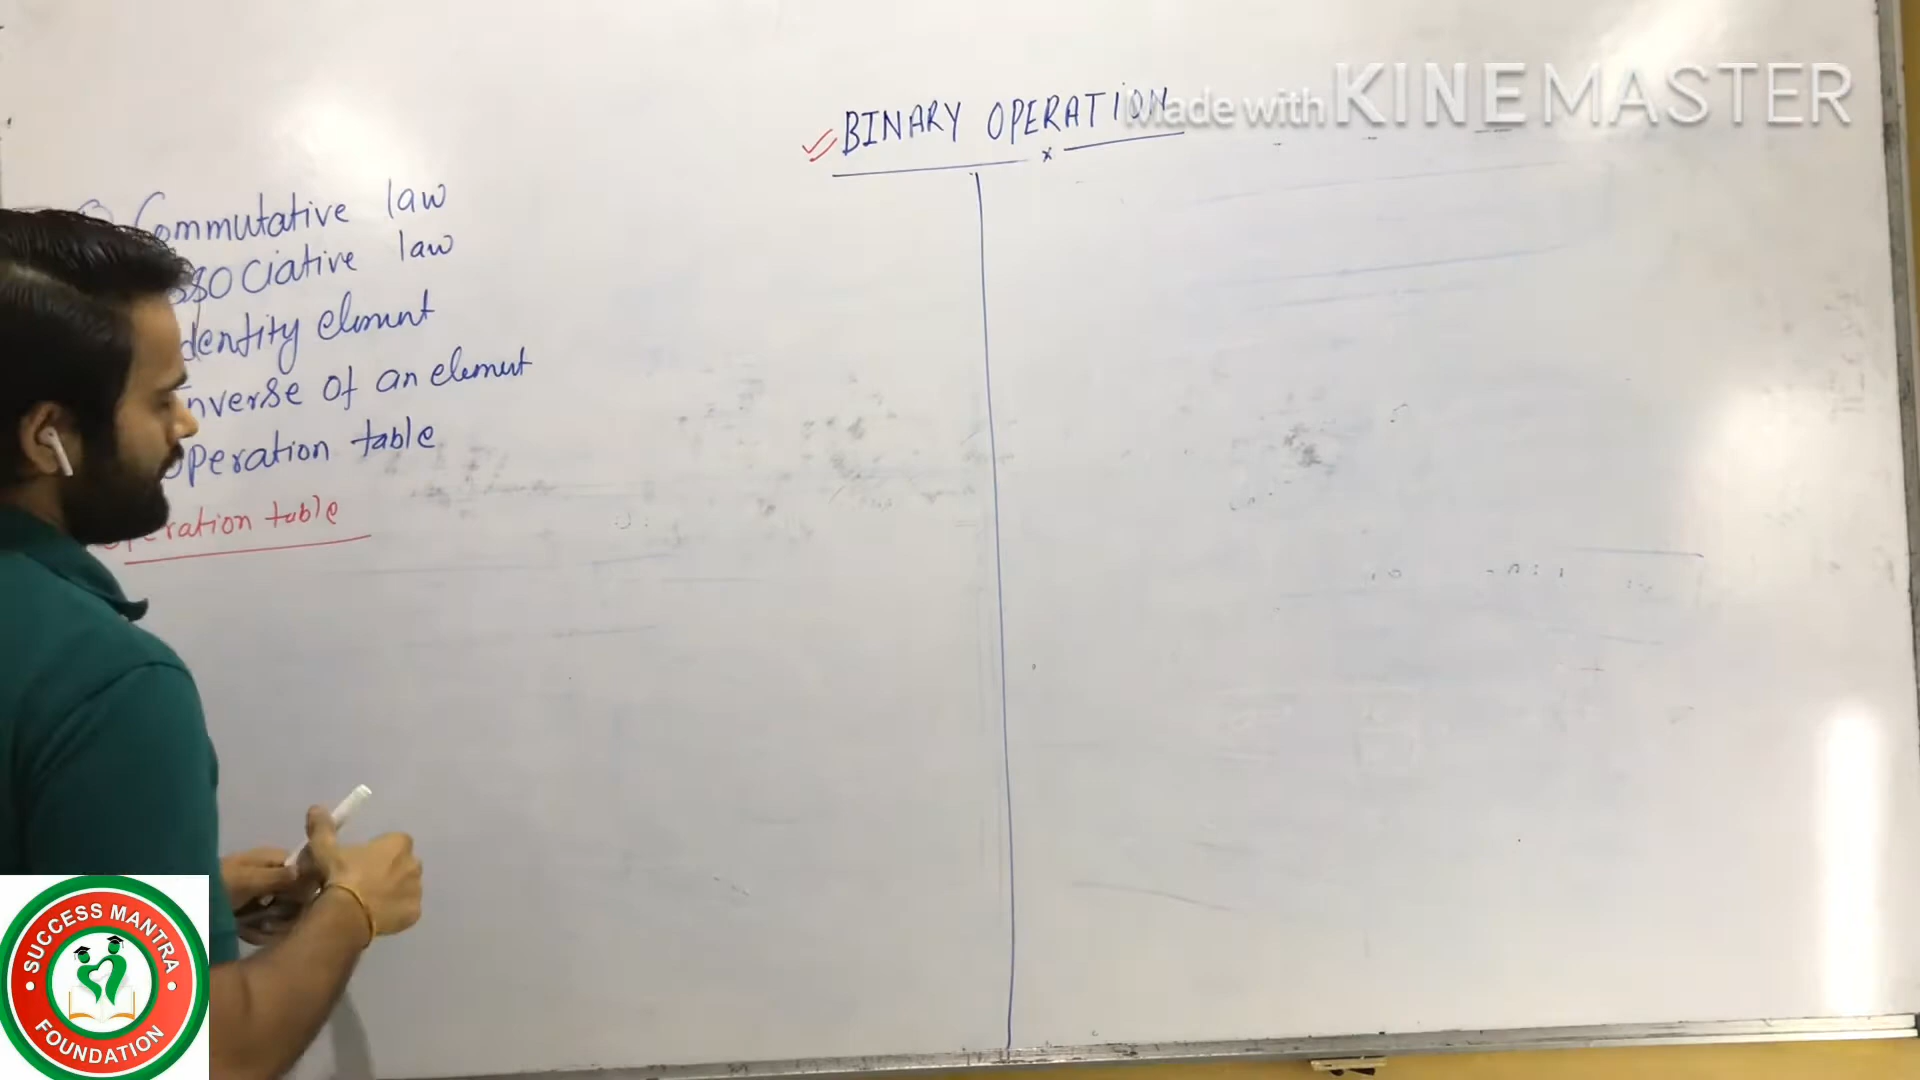 BINARY OPERATION
Made with KINEMASTER
Commutative law
ssociative law
dentity element
nverse of an element
operation table
eration table
SUCCESS MANTRA
FOUNDATION